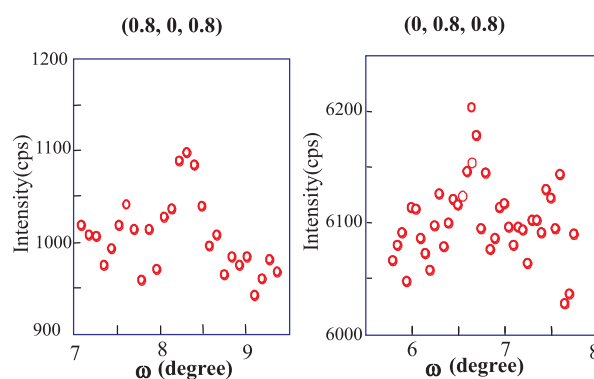 (0.8, 0, 0.8)
1200
1100
1000
900
Intensity(cps)
7
8
9
ω (degree)
(0, 0.8, 0.8)
6200
6100
6000
Intensity(cps)
6
7
8
ω (degree)